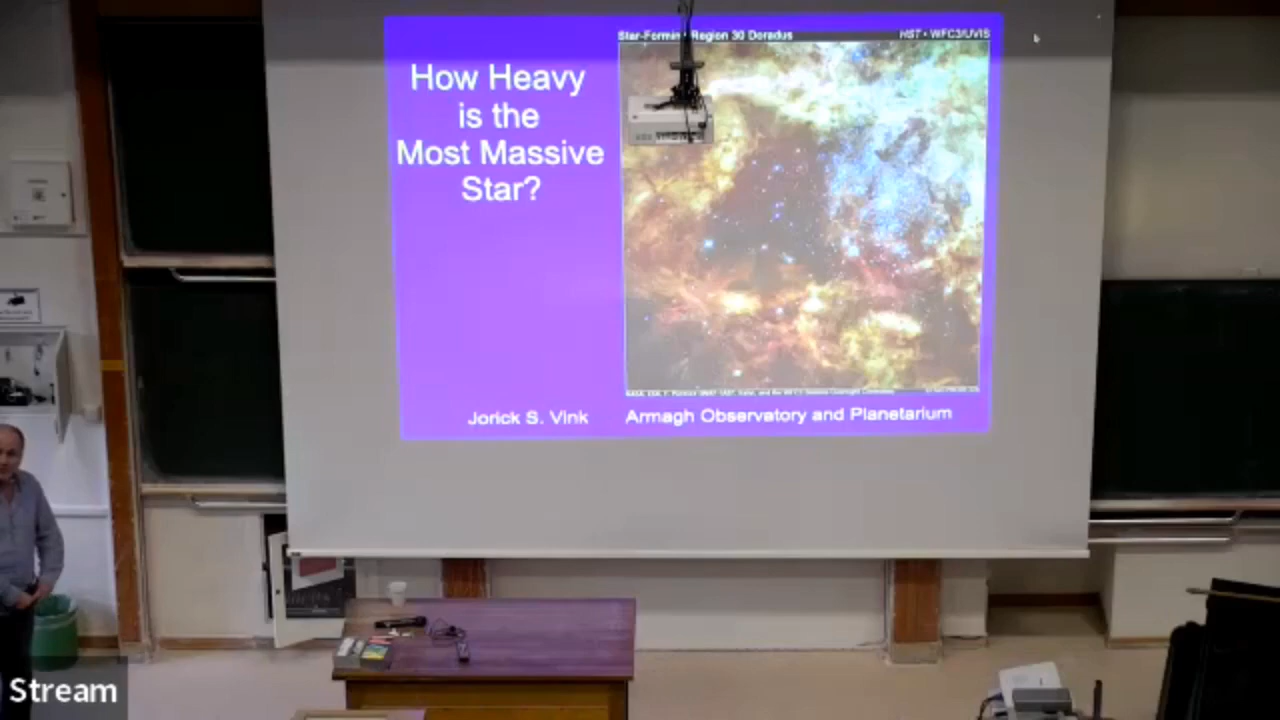 Star-Forming Region 30 Doradus
HST • WFC3/UVIS
How Heavy
is the
Most Massive
Star?
Jorick S. Vink
Armagh Observatory and Planetarium
Stream